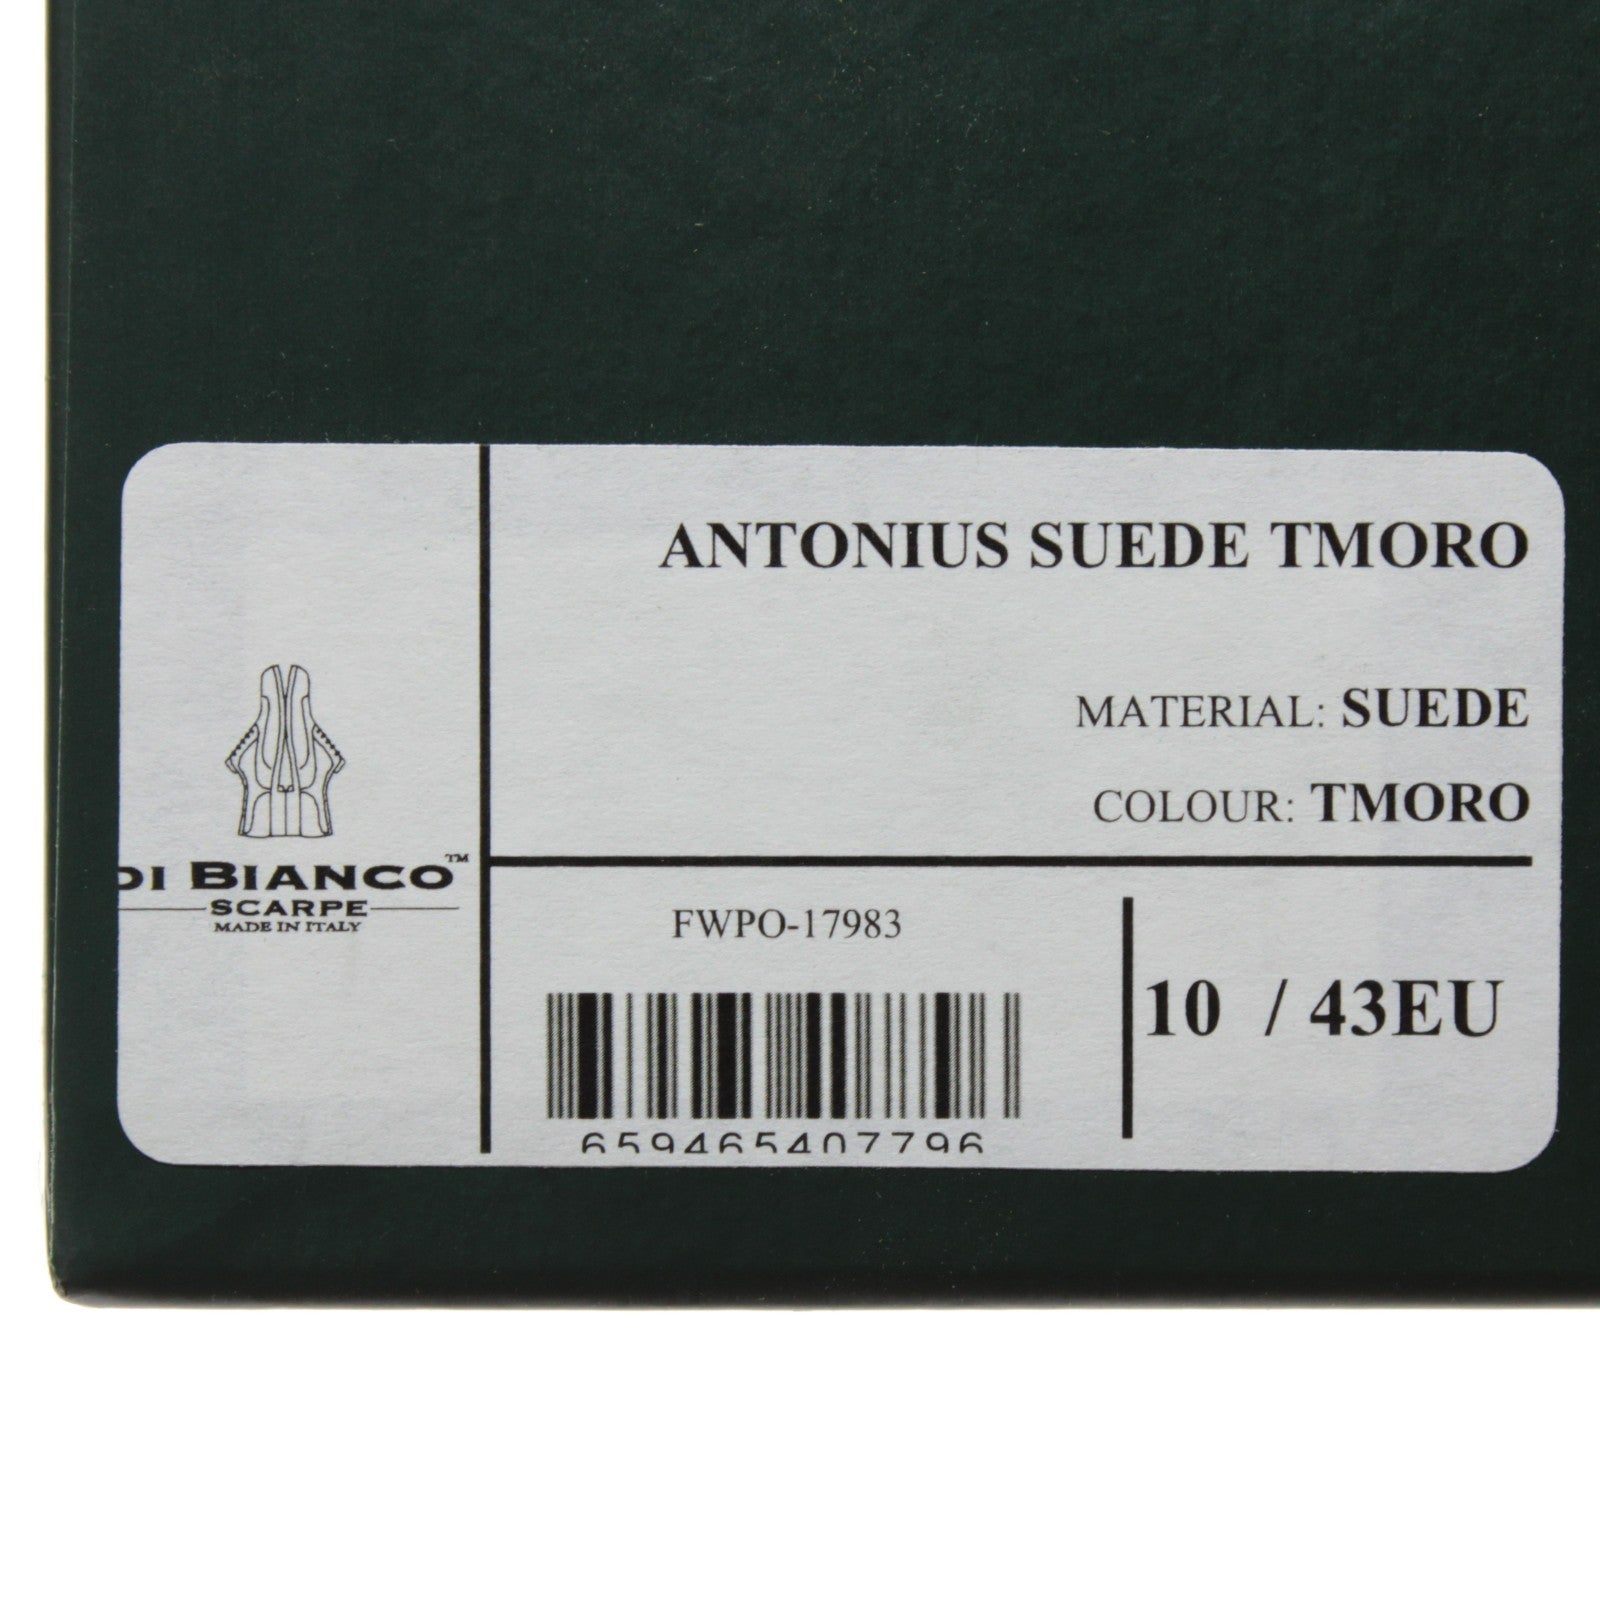 ANTONIUS SUEDE TMORO
MATERIAL: SUEDE
COLOUR: TMORO
DI BIANCO™
SCARPE
MADE IN ITALY
FWPO-17983
10 / 43EU
659465407796